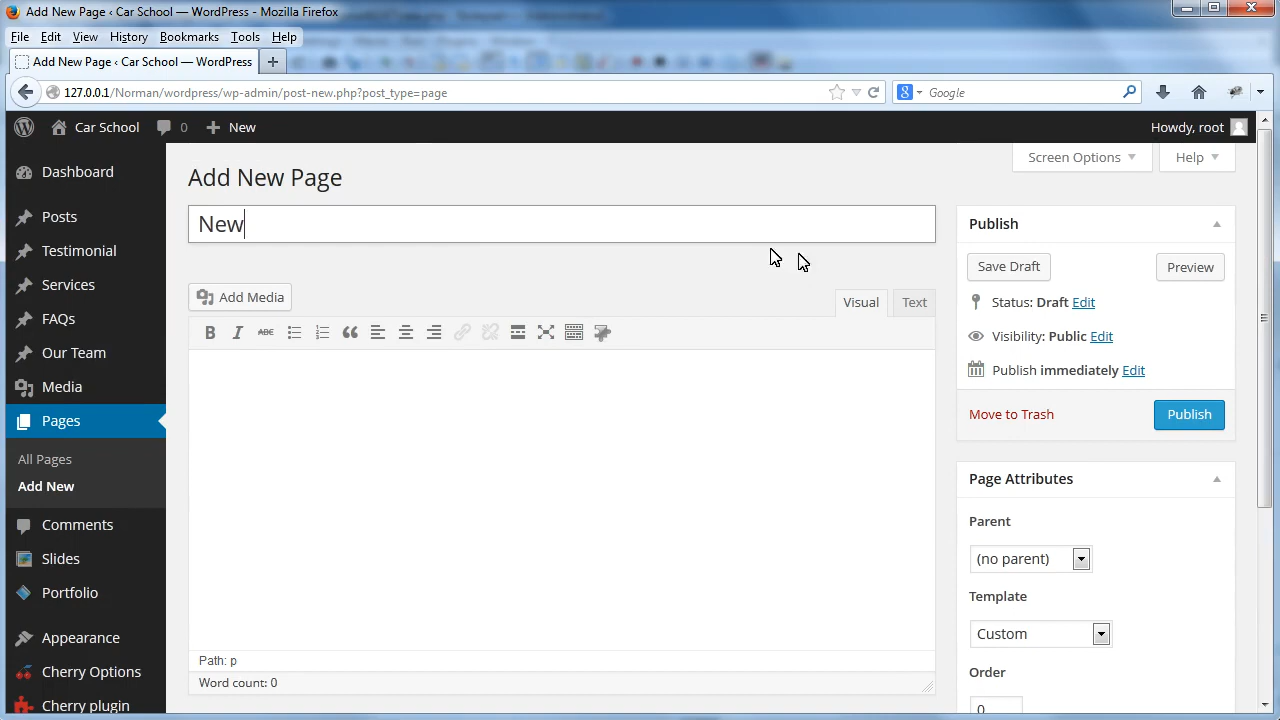 Add New Page ‹ Car School — WordPress - Mozilla Firefox
File Edit View History Bookmarks Tools Help
Add New Page ‹ Car School — WordPress
127.0.0.1/Norman/wordpress/wp-admin/post-new.php?post_type=page
Google
Car School 0 New Howdy, root
Screen Options Help
Dashboard
Posts
Testimonial
Services
FAQs
Our Team
Media
Pages
All Pages
Add New
Comments
Slides
Portfolio
Appearance
Cherry Options
Cherry plugin
Add New Page
New
Add Media
Visual Text
B I ABC
Path: p
Word count: 0
Publish
Save Draft Preview
Status: Draft Edit
Visibility: Public Edit
Publish immediately Edit
Move to Trash Publish
Page Attributes
Parent
(no parent)
Template
Custom
Order
0